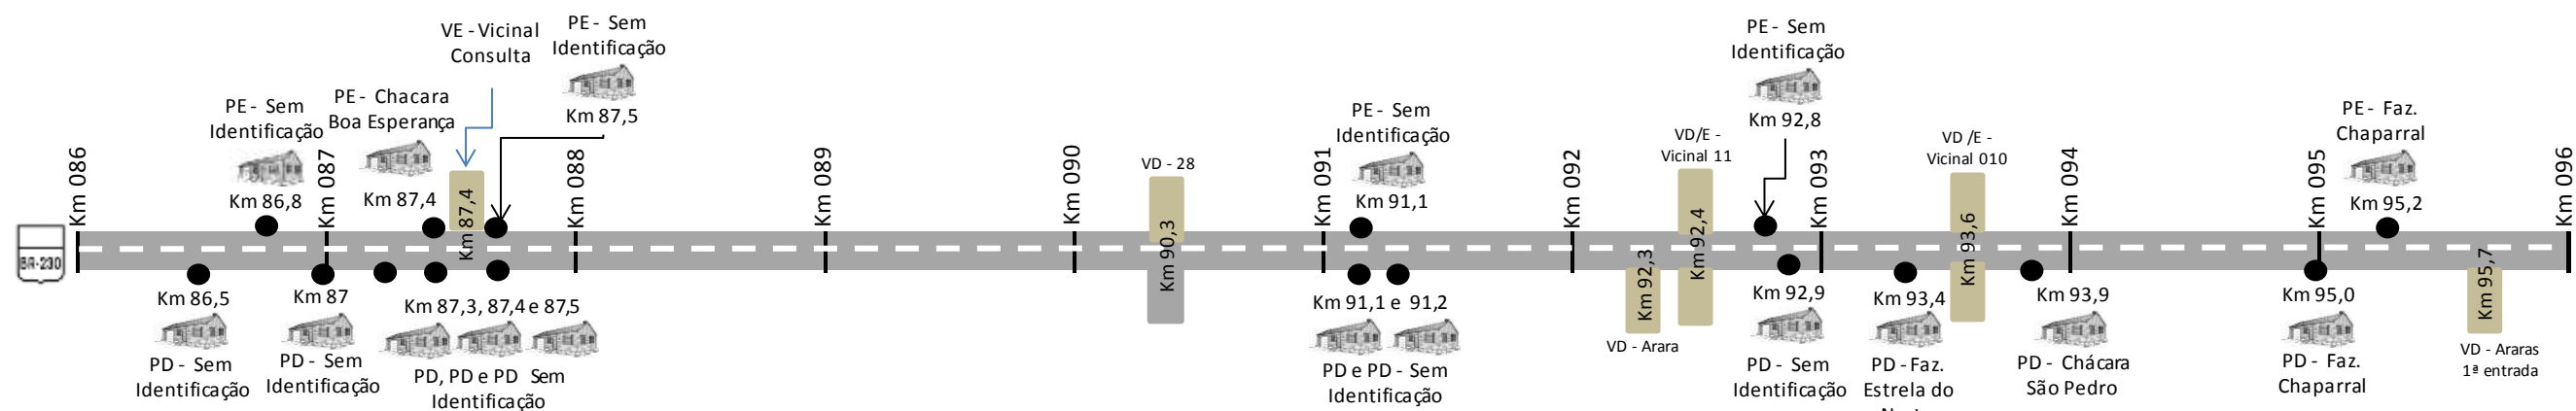 VE - Vicinal
Consulta
PE - Sem
Identificação
Km 87,5
PE - Sem
Identificação
Km 86,8
PE - Chacara
Boa Esperança
Km 87,4
PE - Sem
Identificação
Km 91,1
PE - Sem
Identificação
Km 92,8
PE - Faz.
Chaparral
Km 95,2
VD - 28
VD/E -
Vicinal 11
VD /E -
Vicinal 010
Km 086
Km 087
Km 088
Km 089
Km 090
Km 091
Km 092
Km 093
Km 094
Km 095
Km 096
BR-230
Km 87,4
Km 90,3
Km 92,3
Km 92,4
Km 93,6
Km 95,7
Km 86,5
PD - Sem
Identificação
Km 87
PD - Sem
Identificação
Km 87,3, 87,4 e 87,5
PD, PD e PD Sem
Identificação
Km 91,1 e 91,2
PD e PD - Sem
Identificação
VD - Arara
Km 92,9
PD - Sem
Identificação
Km 93,4
PD - Faz.
Estrela do
Km 93,9
PD - Chácara
São Pedro
Km 95,0
PD - Faz.
Chaparral
VD - Araras
1ª entrada